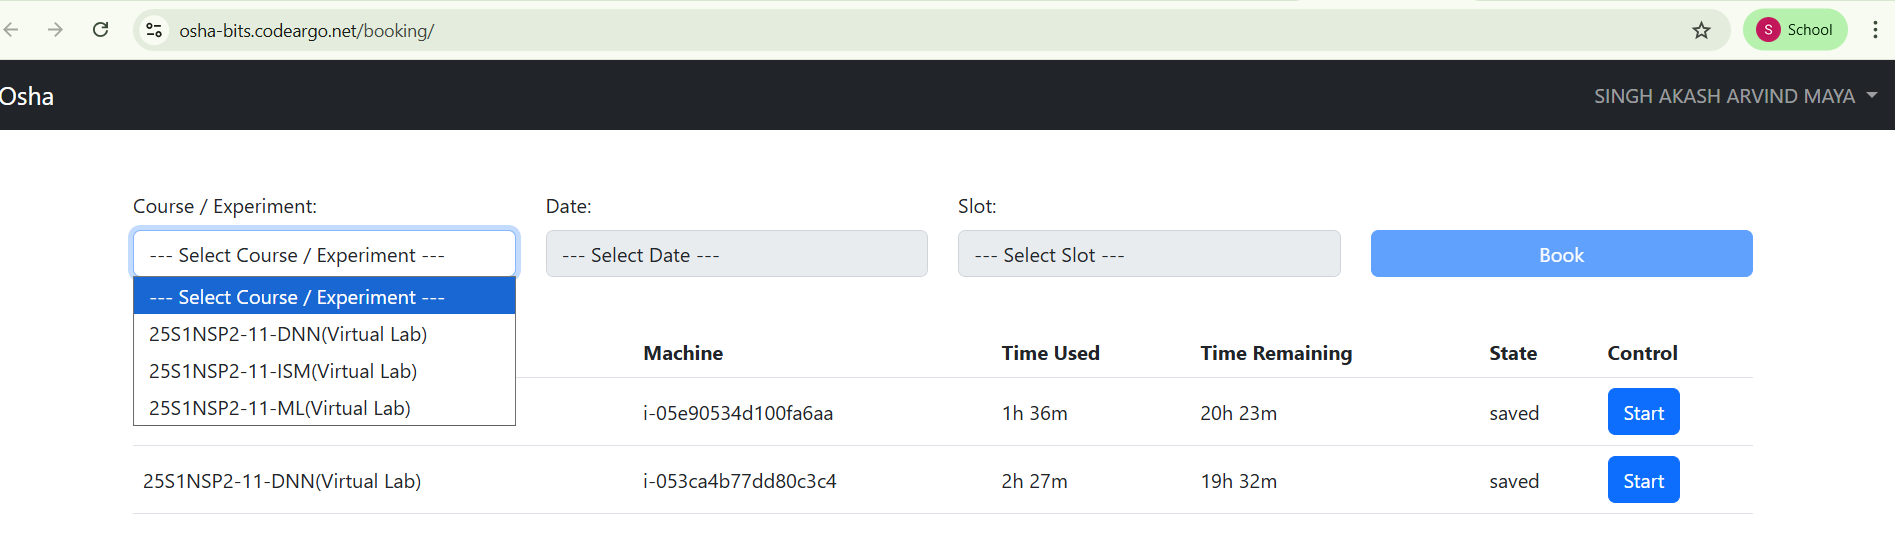 osha-bits.codeargo.net/booking/
S School
Osha
SINGH AKASH ARVIND MAYA
Course / Experiment: Date: Slot:
--- Select Course / Experiment --- --- Select Date --- --- Select Slot --- Book
--- Select Course / Experiment ---
25S1NSP2-11-DNN(Virtual Lab)
25S1NSP2-11-ISM(Virtual Lab)
25S1NSP2-11-ML(Virtual Lab)
Machine Time Used Time Remaining State Control
i-05e90534d100fa6aa 1h 36m 20h 23m saved Start
25S1NSP2-11-DNN(Virtual Lab) i-053ca4b77dd80c3c4 2h 27m 19h 32m saved Start